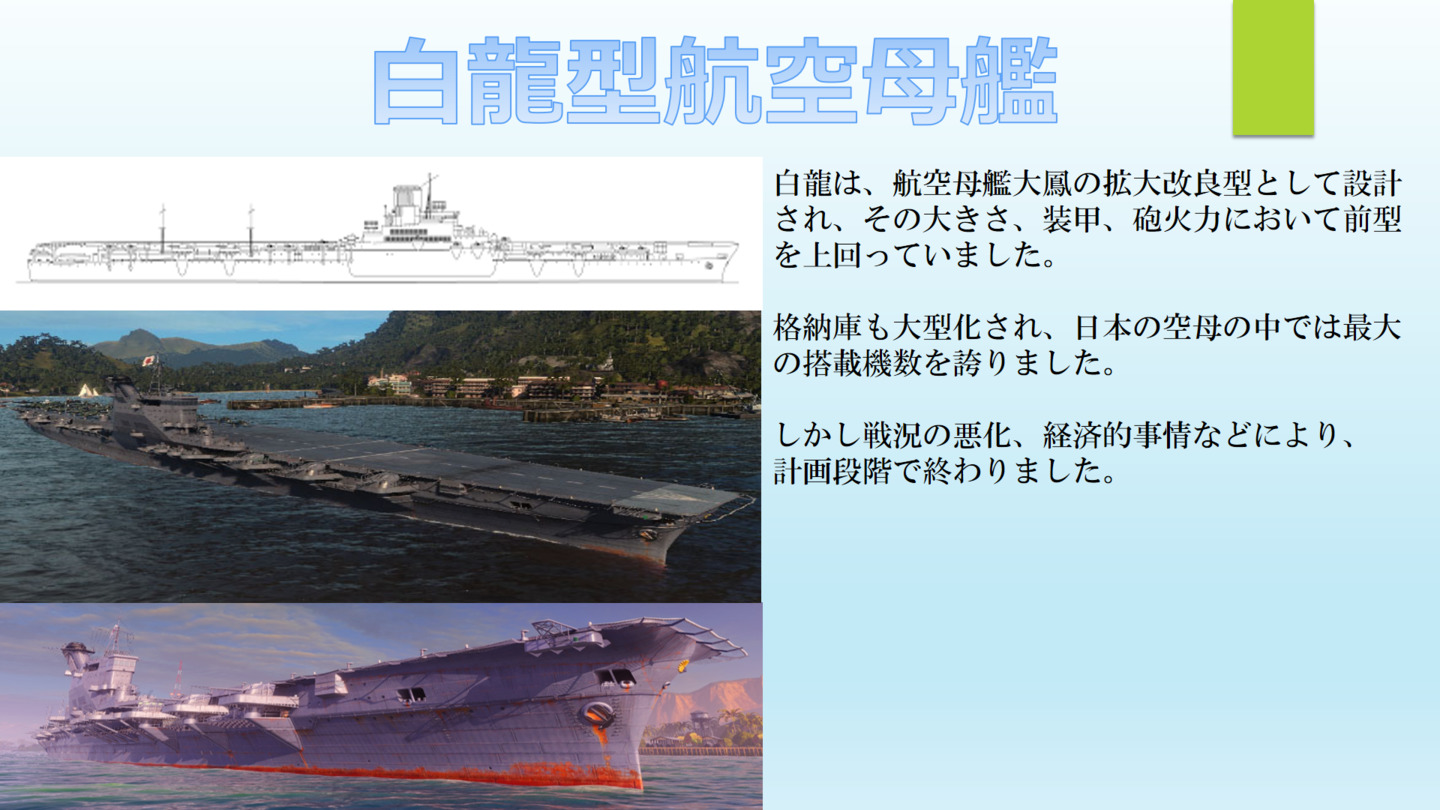 白龍型航空母艦
白龍は、航空母艦大鳳の拡大改良型として設計
され、その大きさ、装甲、砲火力において前型
を上回っていました。
格納庫も大型化され、日本の空母の中では最大
の搭載機数を誇りました。
しかし戦況の悪化、経済的事情などにより、
計画段階で終わりました。